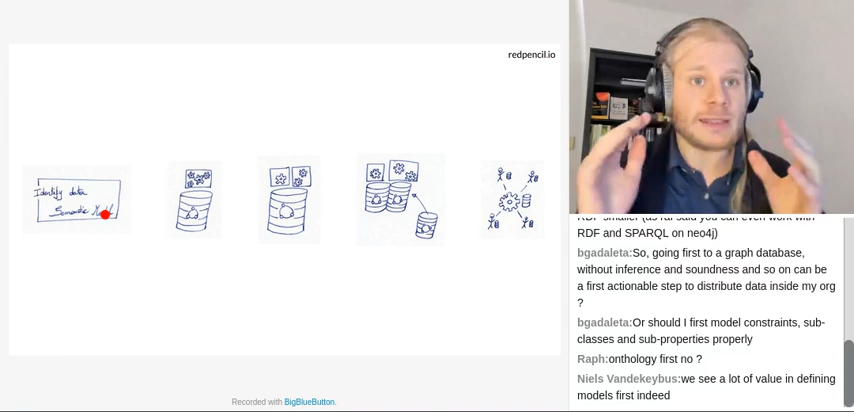 redpencil.io
Identify data
Semantic Model
Recorded with BigBlueButton.
RDF smaller (as raf said you can even work with
RDF and SPARQL on neo4j)
bgadaleta:So, going first to a graph database,
without inference and soundness and so on can be
a first actionable step to distribute data inside my org
?
bgadaleta:Or should I first model constraints, sub-
classes and sub-properties properly
Raph:onthology first no ?
Niels Vandekeybus:we see a lot of value in defining
models first indeed